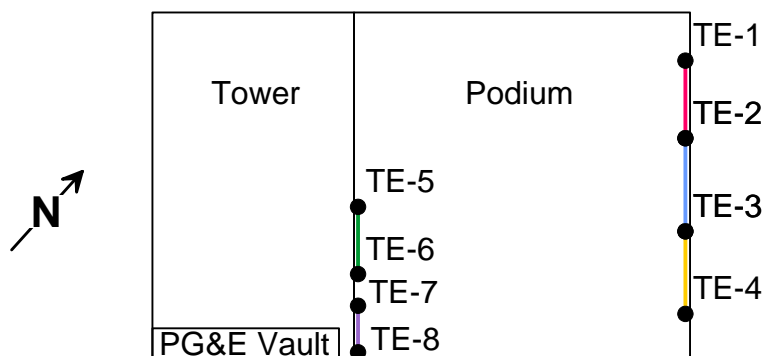 TE-1
Tower
Podium
TE-2
TE-5
N
TE-3
TE-6
TE-7
TE-4
PG&E Vault
TE-8